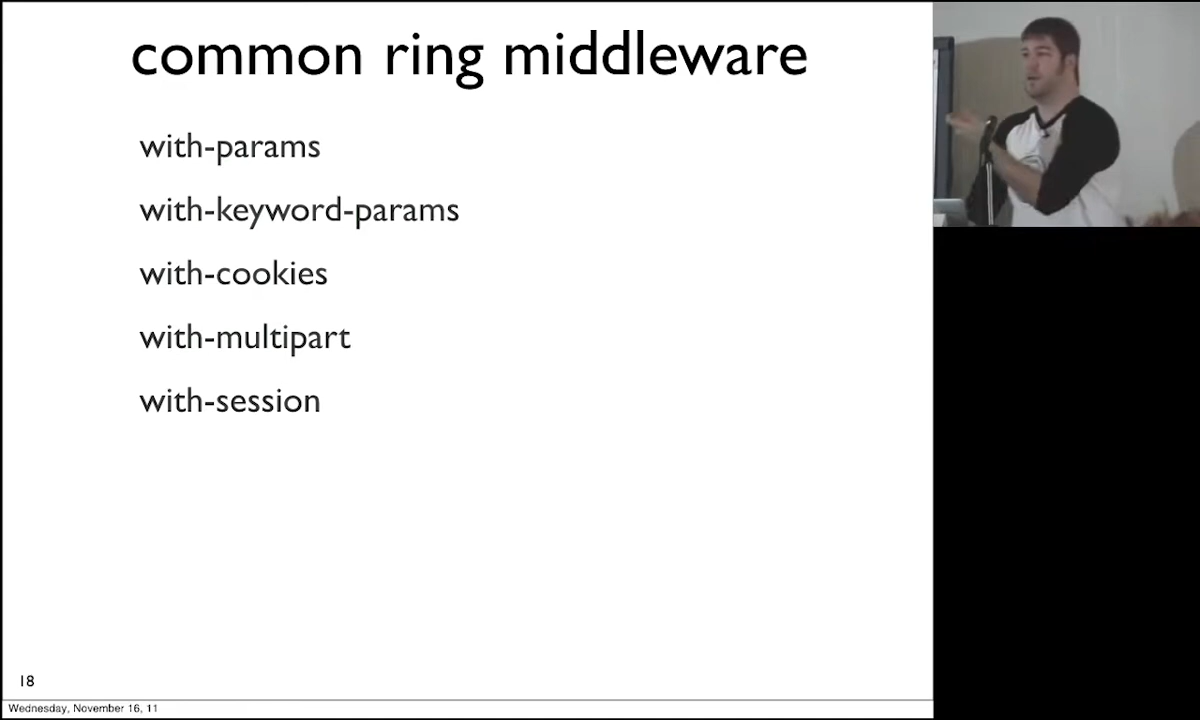 common ring middleware
with-params
with-keyword-params
with-cookies
with-multipart
with-session
18
Wednesday, November 16, 11